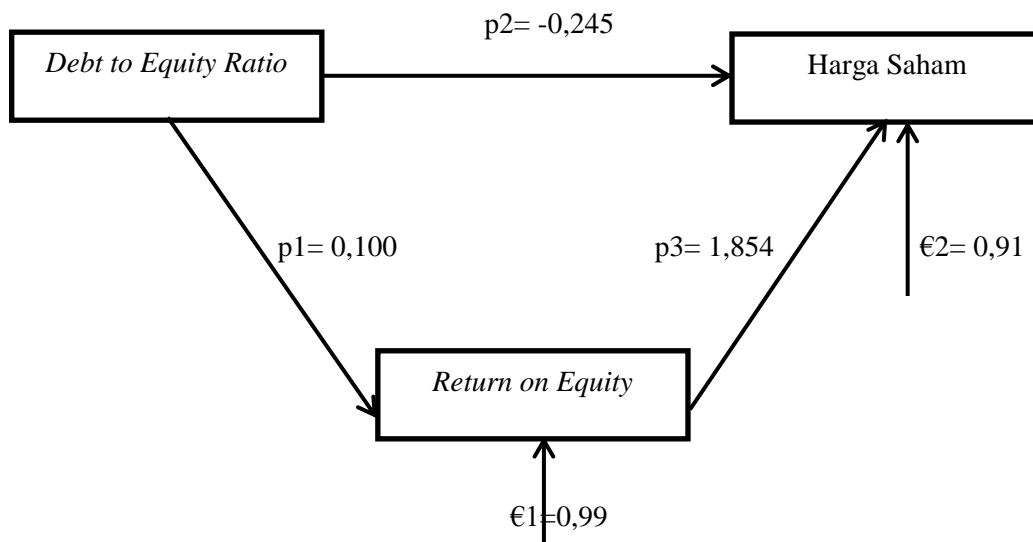 p2= -0,245
Debt to Equity Ratio
Harga Saham
p1= 0,100
p3= 1,854
€2= 0,91
Return on Equity
€1=0,99